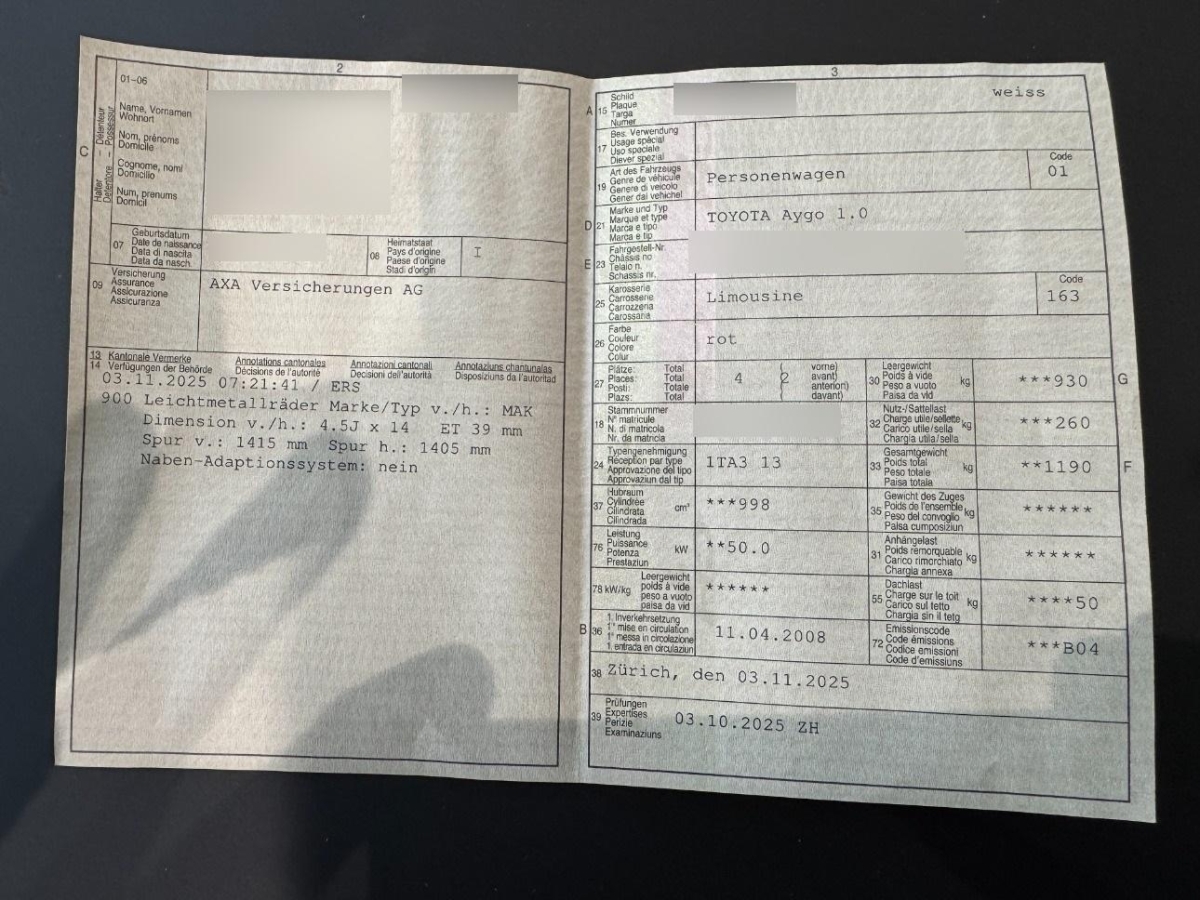 2
01-06
C
Halter – Détenteur
Detentore – Possessur
Name, Vornamen
Wohnort
Nom, prénoms
Domicile
Cognome, nomi
Domicilio
Num, prenums
Domicil
07
Geburtsdatum
Date de naissance
Data di nascita
Data da nasch.
08
Heimatstaat
Pays d'origine
Paese d'origine
Stadi d'origin
I
09
Versicherung
Assurance
Assicurazione
Assicuranza
AXA Versicherungen AG
13 Kantonale Vermerke Annotations cantonales Annotazioni cantonali Annotaziuns chantunalas
14 Verfügungen der Behörde Décisions de l'autorité Decisioni dell'autorità Disposiziuns da l'autoritad
03.11.2025 07:21:41 / ERS
900 Leichtmetallräder Marke/Typ v./h.: MAK
Dimension v./h.: 4.5J x 14 ET 39 mm
Spur v.: 1415 mm Spur h.: 1405 mm
Naben-Adaptionssystem: nein
3
A 15
Schild
Plaque
Targa
Numer
weiss
17
Bes. Verwendung
Usage spécial
Uso speciale
Diever spezial
19
Art des Fahrzeugs
Genre de véhicule
Genere di veicolo
Gener dal vehichel
Personenwagen
Code
01
D 21
Marke und Typ
Marque et type
Marca e tipo
Marca e tip
TOYOTA Aygo 1.0
E 23
Fahrgestell-Nr.
Châssis no
Telaio n.
Schassis nr.
25
Karosserie
Carrosserie
Carrozzeria
Carossaria
Limousine
Code
163
26
Farbe
Couleur
Colore
Colur
rot
27
Plätze: Total
Places: Total
Posti: Totale
Plazs: Total
4
( 2 vorne)
( avant)
( anteriori)
( davant)
30
Leergewicht
Poids à vide
Peso a vuoto
Paisa da vid
kg
***930
G
18
Stammnummer
N° matricule
N. di matricola
Nr. da matricla
32
Nutz-/Sattellast
Charge utile/sellette
Carico utile/sella
Chargia utila/sella
kg
***260
24
Typengenehmigung
Réception par type
Approvazione del tipo
Approvaziun dal tip
1TA3 13
33
Gesamtgewicht
Poids total
Peso totale
Paisa totala
kg
**1190
F
37
Hubraum
Cylindrée
Cilindrata
Cilindrada
cm³
***998
35
Gewicht des Zuges
Poids de l'ensemble
Peso del convoglio
Paisa cumposiziun
kg
******
76
Leistung
Puissance
Potenza
Prestaziun
kW
**50.0
31
Anhängelast
Poids remorquable
Carico rimorchiato
Chargia annexa
kg
******
78 kW/kg
Leergewicht
poids à vide
peso a vuoto
paisa da vid
******
55
Dachlast
Charge sur le toit
Carico sul tetto
Chargia sin il tetg
kg
****50
B 36
1. Inverkehrsetzung
1re mise en circulation
1a messa in circolazione
1. entrada en circulaziun
11.04.2008
72
Emissionscode
Code émissions
Codice emissioni
Code d'emissiuns
***B04
38
Zürich, den 03.11.2025
39
Prüfungen
Expertises
Perizie
Examinaziuns
03.10.2025 ZH